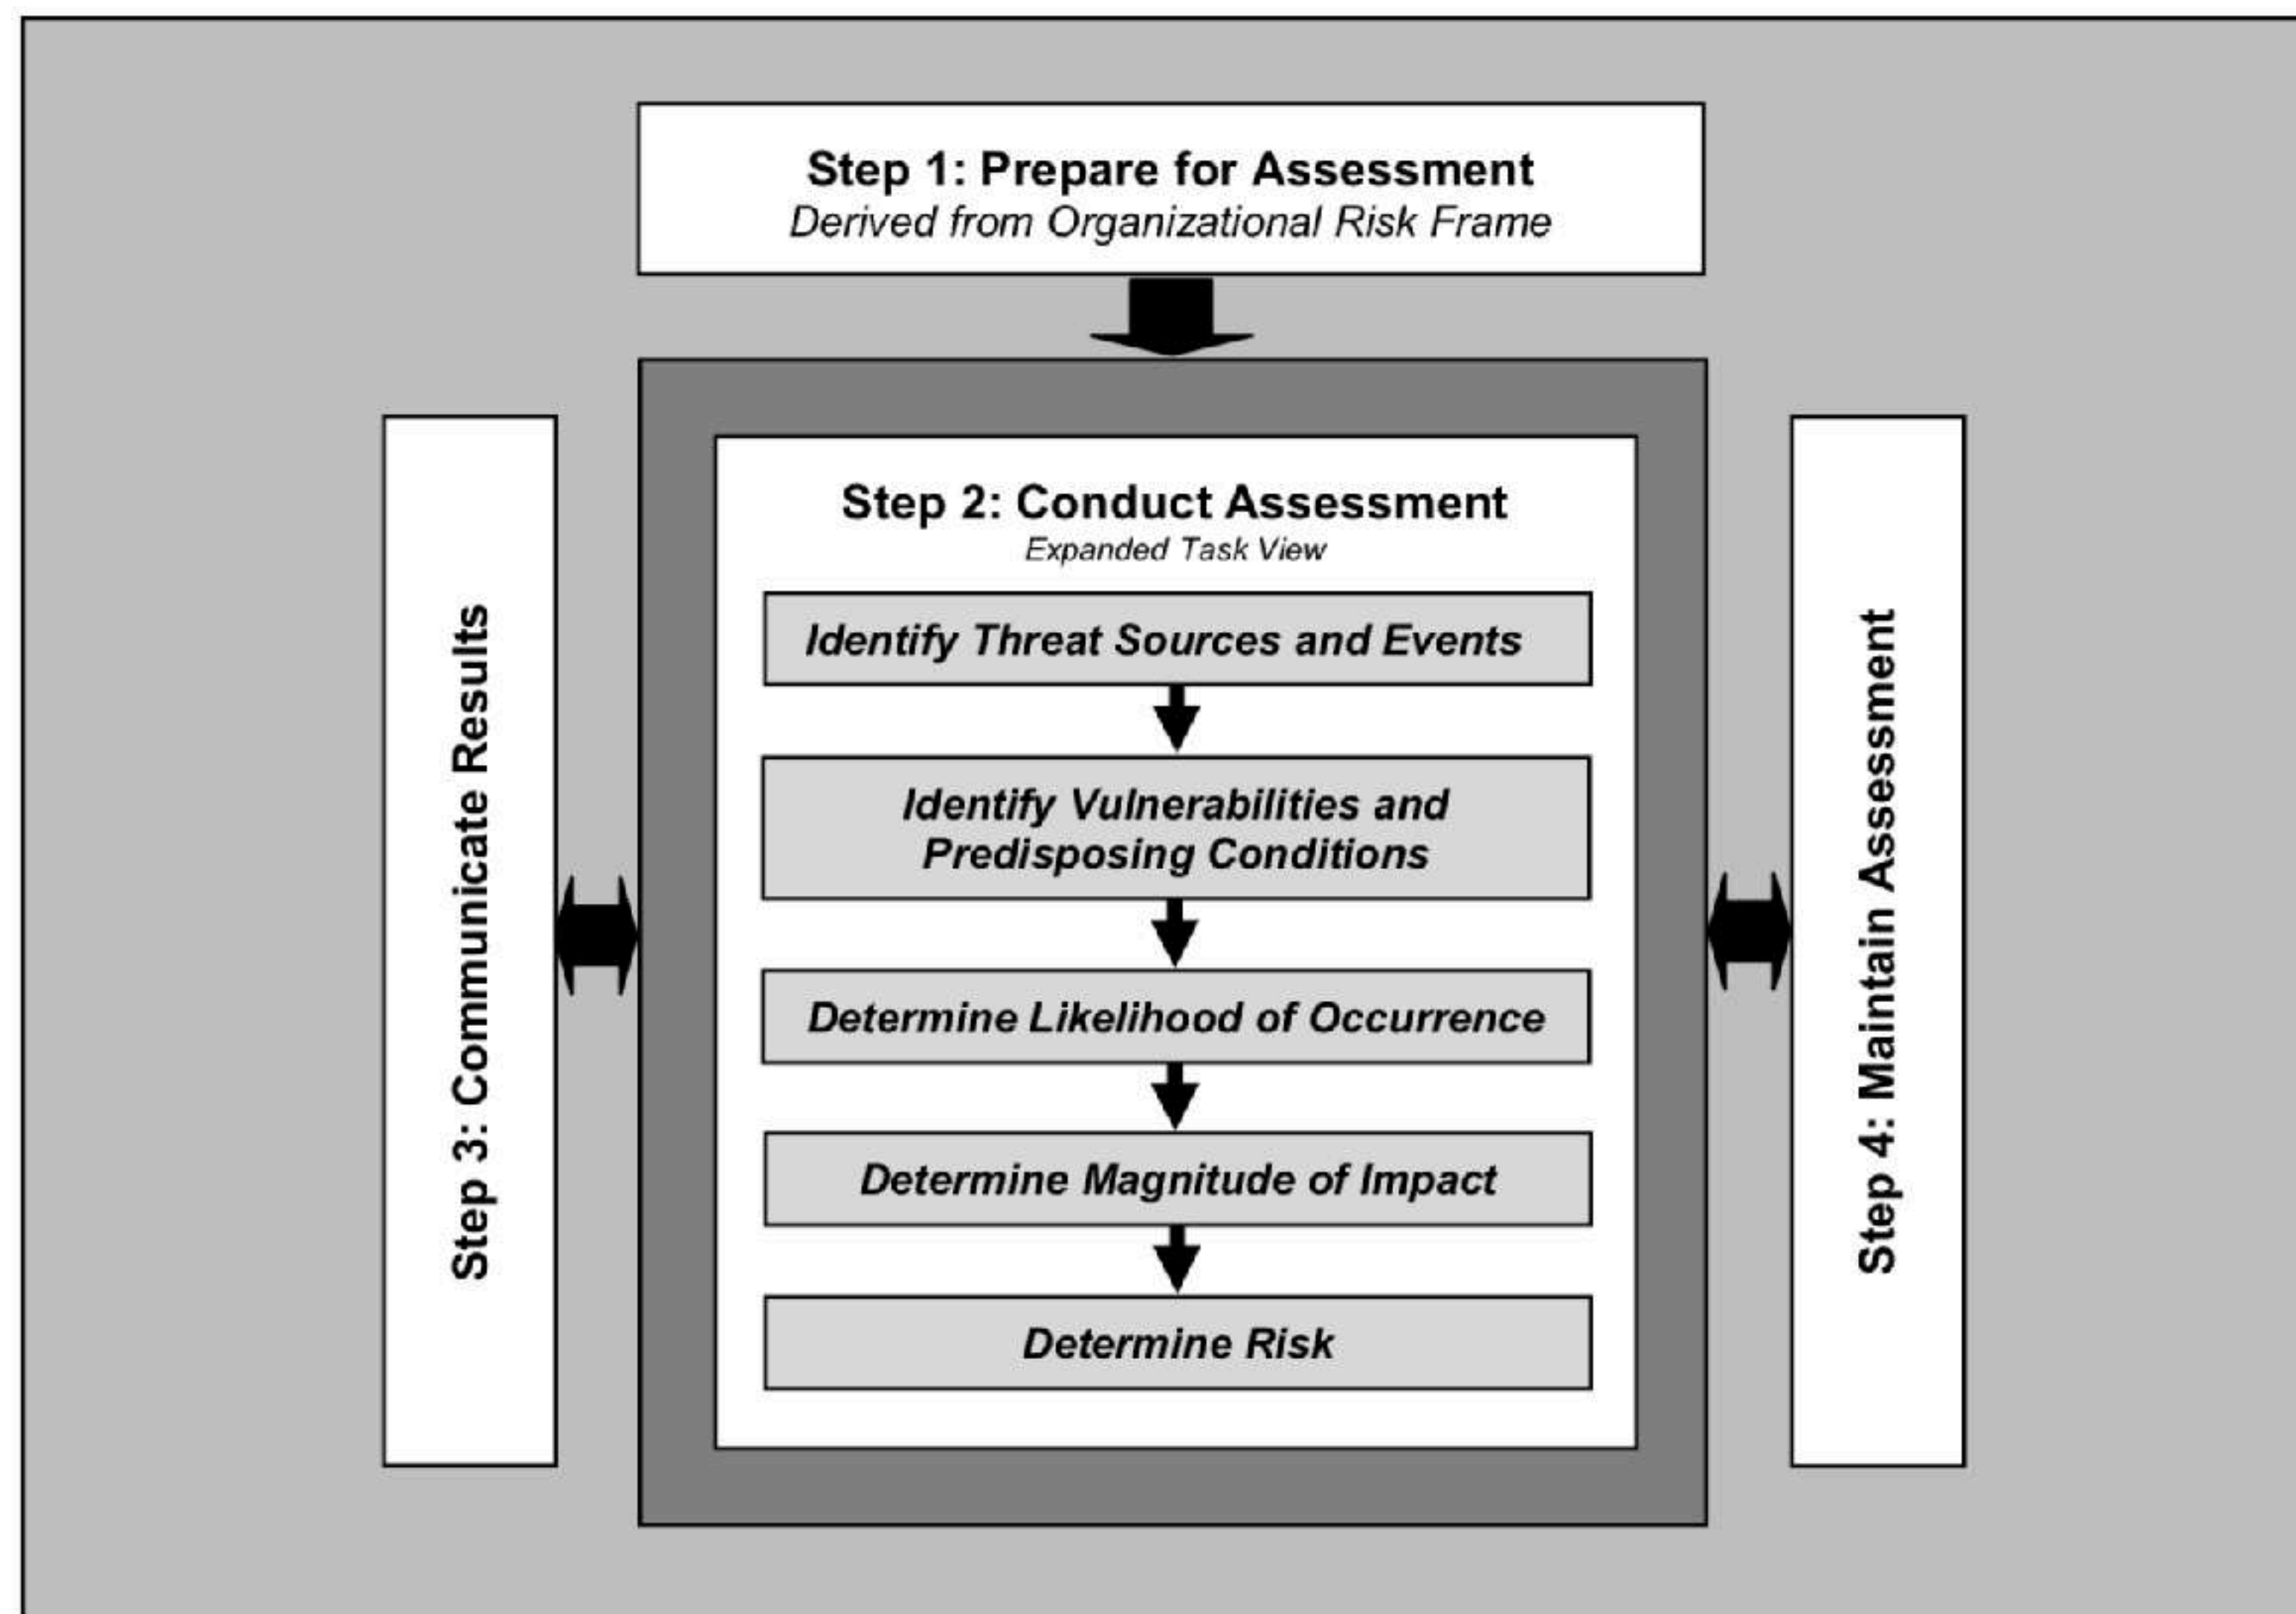 Step 1: Prepare for Assessment
Derived from Organizational Risk Frame
Step 3: Communicate Results
Step 2: Conduct Assessment
Expanded Task View
Identify Threat Sources and Events
Identify Vulnerabilities and
Predisposing Conditions
Determine Likelihood of Occurrence
Determine Magnitude of Impact
Determine Risk
Step 4: Maintain Assessment